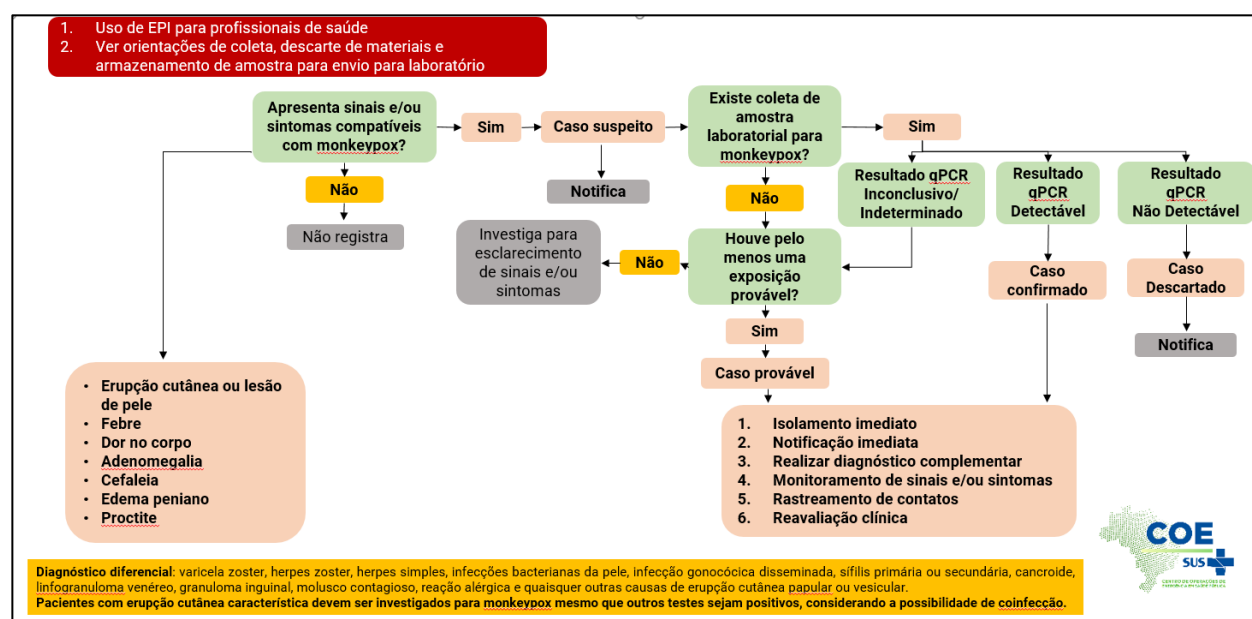 1. Uso de EPI para profissionais de saúde
2. Ver orientações de coleta, descarte de materiais e
armazenamento de amostra para envio para laboratório
Apresenta sinais e/ou
sintomas compatíveis
com monkeypox?
Sim
Caso suspeito
Existe coleta de
amostra
laboratorial para
monkeypox?
Sim
Não
Notifica
Não
Resultado qPCR
Inconclusivo/
Indeterminado
Resultado
qPCR
Detectável
Resultado
qPCR
Não Detectável
Não registra
Investiga para
esclarecimento
de sinais e/ou
sintomas
Não
Houve pelo
menos uma
exposição
provável?
Caso
confirmado
Caso
Descartado
Sim
Notifica
Caso provável
• Erupção cutânea ou lesão
de pele
• Febre
• Dor no corpo
• Adenomegalia
• Cefaleia
• Edema peniano
• Proctite
1. Isolamento imediato
2. Notificação imediata
3. Realizar diagnóstico complementar
4. Monitoramento de sinais e/ou sintomas
5. Rastreamento de contatos
6. Reavaliação clínica
COE
SUS
CENTRO DE OPERAÇÕES DE
EMERGÊNCIA EM SAÚDE PÚBLICA
Diagnóstico diferencial: varicela zoster, herpes zoster, herpes simples, infecções bacterianas da pele, infecção gonocócica disseminada, sífilis primária ou secundária, cancroide,
linfogranuloma venéreo, granuloma inguinal, molusco contagioso, reação alérgica e quaisquer outras causas de erupção cutânea papular ou vesicular.
Pacientes com erupção cutânea característica devem ser investigados para monkeypox mesmo que outros testes sejam positivos, considerando a possibilidade de coinfecção.